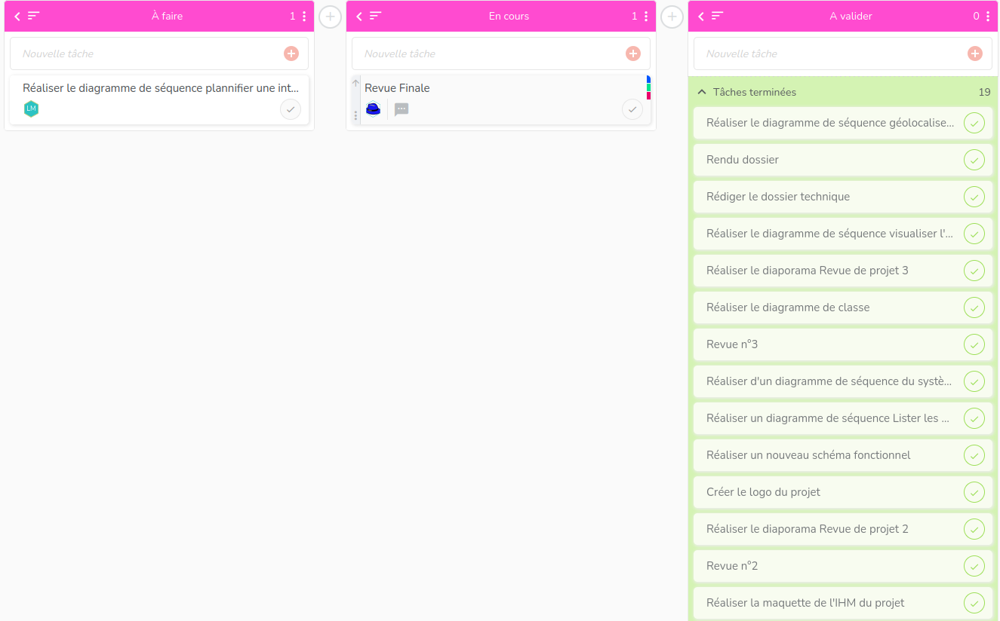 À faire 1
Nouvelle tâche
Réaliser le diagramme de séquence plannifier une int...
LM
En cours 1
Nouvelle tâche
Revue Finale
A valider 0
Nouvelle tâche
Tâches terminées 19
Réaliser le diagramme de séquence géolocalise...
Rendu dossier
Rédiger le dossier technique
Réaliser le diagramme de séquence visualiser l'...
Réaliser le diaporama Revue de projet 3
Réaliser le diagramme de classe
Revue n°3
Réaliser d'un diagramme de séquence du systè...
Réaliser un diagramme de séquence Lister les ...
Réaliser un nouveau schéma fonctionnel
Créer le logo du projet
Réaliser le diaporama Revue de projet 2
Revue n°2
Réaliser la maquette de l'IHM du projet